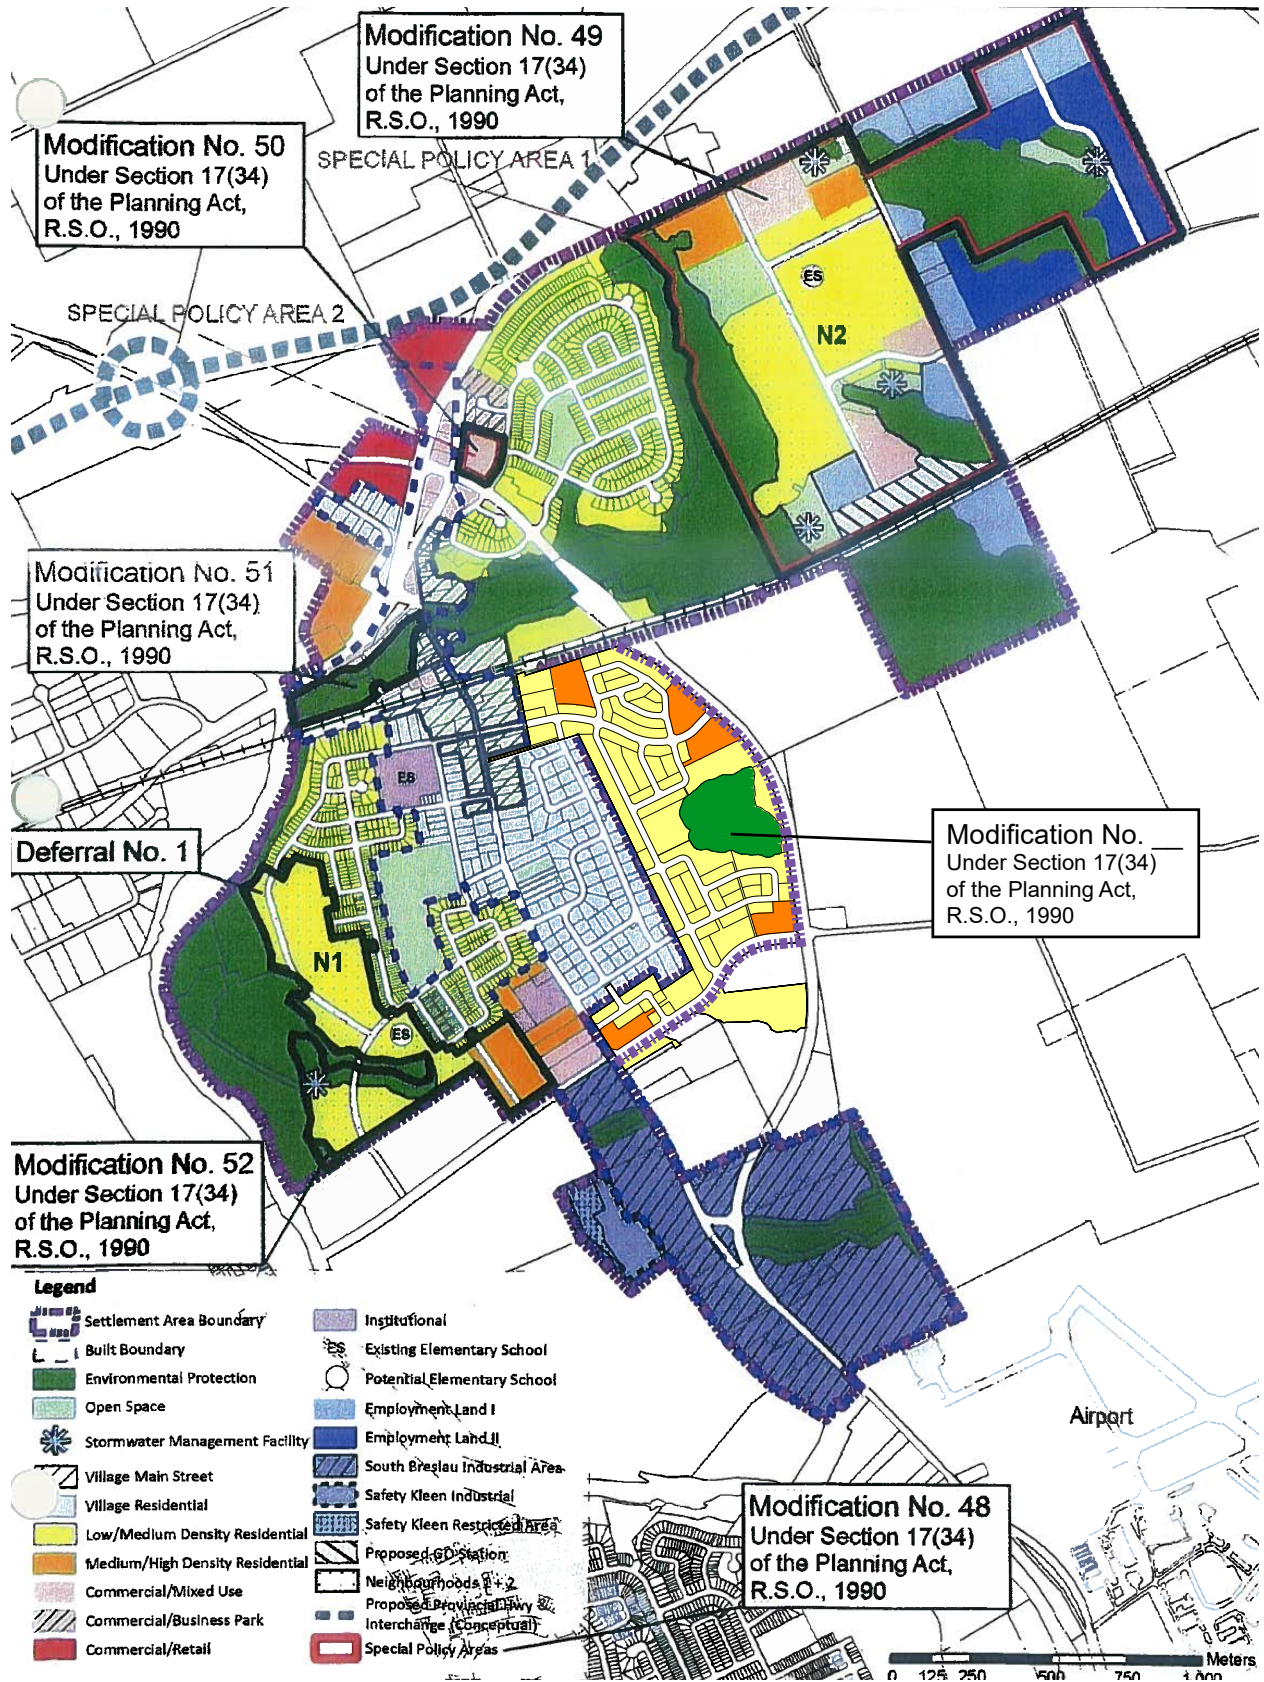 Modification No. 49
Under Section 17(34)
of the Planning Act,
R.S.O., 1990
Modification No. 50
Under Section 17(34)
of the Planning Act,
R.S.O., 1990
SPECIAL POLICY AREA 1
SPECIAL POLICY AREA 2
ES
N2
Modification No. 51
Under Section 17(34)
of the Planning Act,
R.S.O., 1990
ES
Deferral No. 1
Modification No. __
Under Section 17(34)
of the Planning Act,
R.S.O., 1990
N1
ES
Modification No. 52
Under Section 17(34)
of the Planning Act,
R.S.O., 1990
Legend
Settlement Area Boundary
Built Boundary
Environmental Protection
Open Space
Stormwater Management Facility
Village Main Street
Village Residential
Low/Medium Density Residential
Medium/High Density Residential
Commercial/Mixed Use
Commercial/Business Park
Commercial/Retail
Institutional
ES Existing Elementary School
Potential Elementary School
Employment Land I
Employment Land II
South Breslau Industrial Area
Safety Kleen Industrial
Safety Kleen Restricted Area
Proposed GO Station
Neighbourhoods 1 + 2
Proposed Provincial Hwy &
Interchange (Conceptual)
Special Policy Areas
Airport
Modification No. 48
Under Section 17(34)
of the Planning Act,
R.S.O., 1990
Meters
0 125 250 500 750 1,000